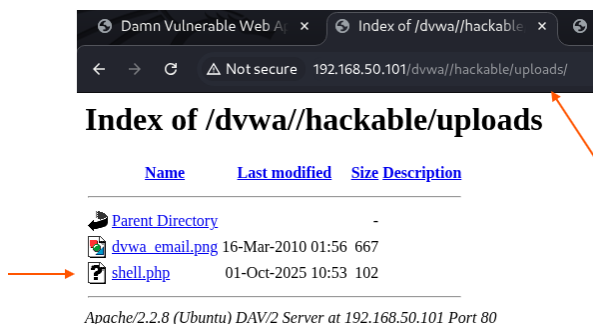 Damn Vulnerable Web A
Index of /dvwa//hackable
Not secure 192.168.50.101/dvwa//hackable/uploads/
Index of /dvwa//hackable/uploads
Name Last modified Size Description
Parent Directory -
dvwa_email.png 16-Mar-2010 01:56 667
shell.php 01-Oct-2025 10:53 102
Apache/2.2.8 (Ubuntu) DAV/2 Server at 192.168.50.101 Port 80